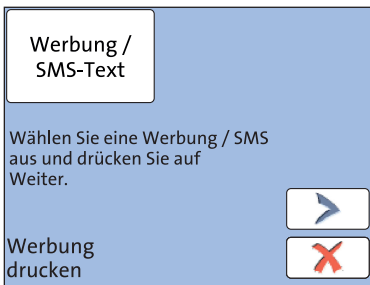 Werbung /
SMS-Text
Wählen Sie eine Werbung / SMS
aus und drücken Sie auf
Weiter.
Werbung
drucken